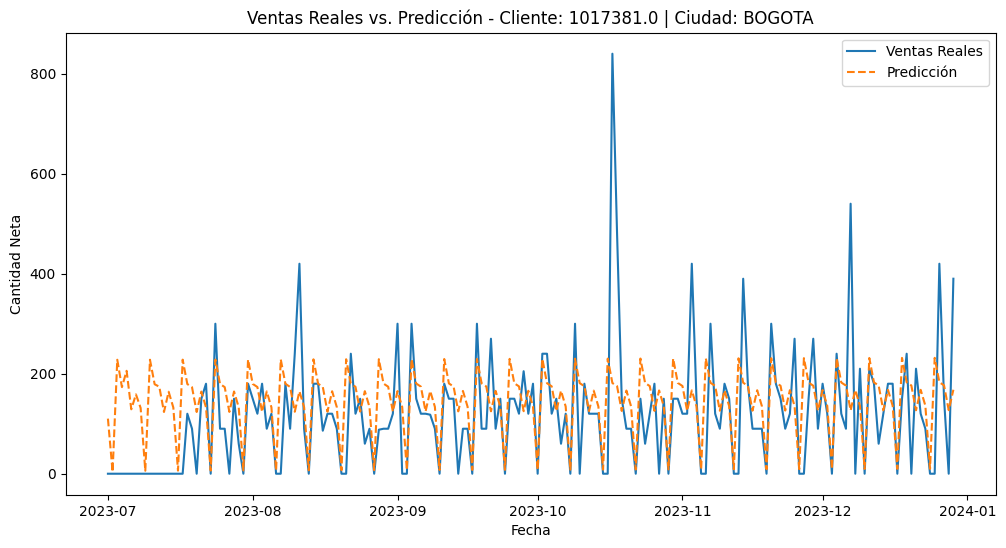 Ventas Reales vs. Predicción - Cliente: 1017381.0 | Ciudad: BOGOTA
Ventas Reales
Predicción
800
600
400
200
0
Cantidad Neta
2023-07 2023-08 2023-09 2023-10 2023-11 2023-12 2024-01
Fecha